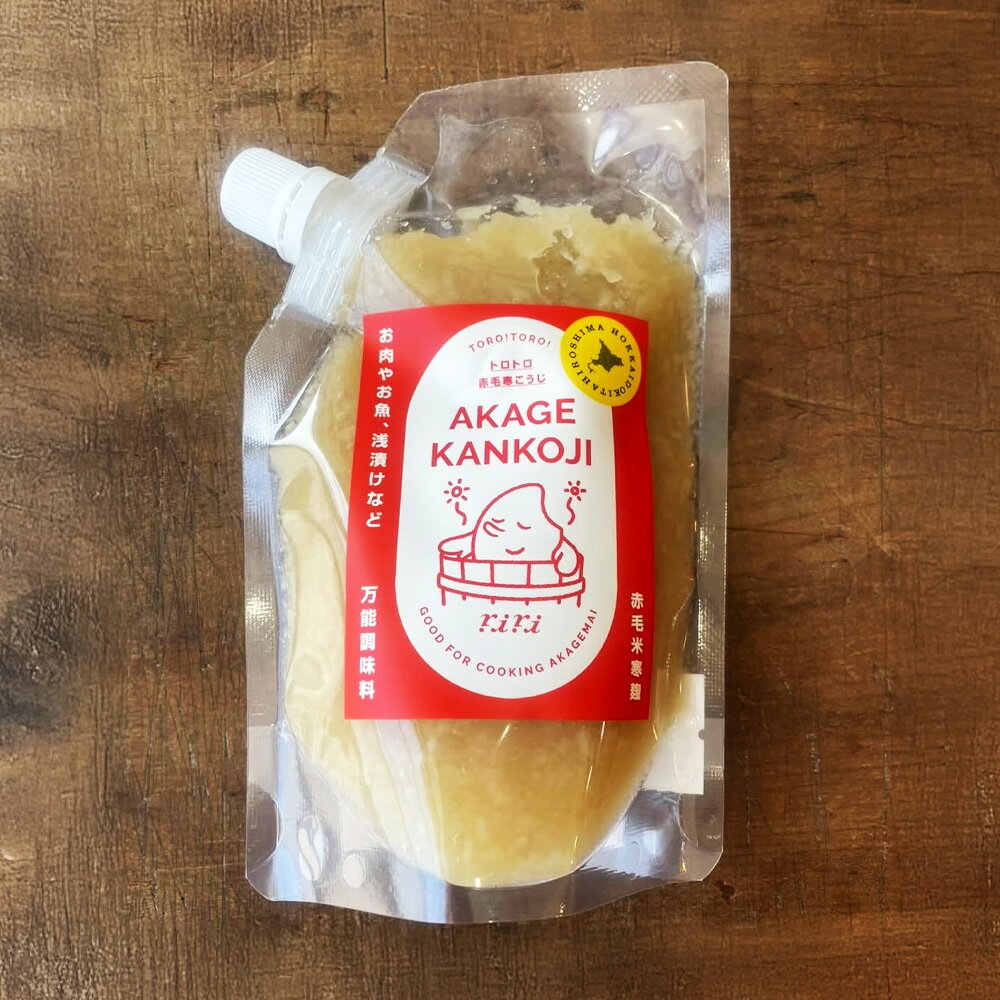 TORO!TORO!
トロトロ
赤毛寒こうじ
AKAGE
KANKOJI
riri
GOOD FOR COOKING AKAGEMAI
HOKKAIDO KITAHIROSHIMA
お肉やお魚、浅漬けなど
万能調味料
赤毛米寒麹